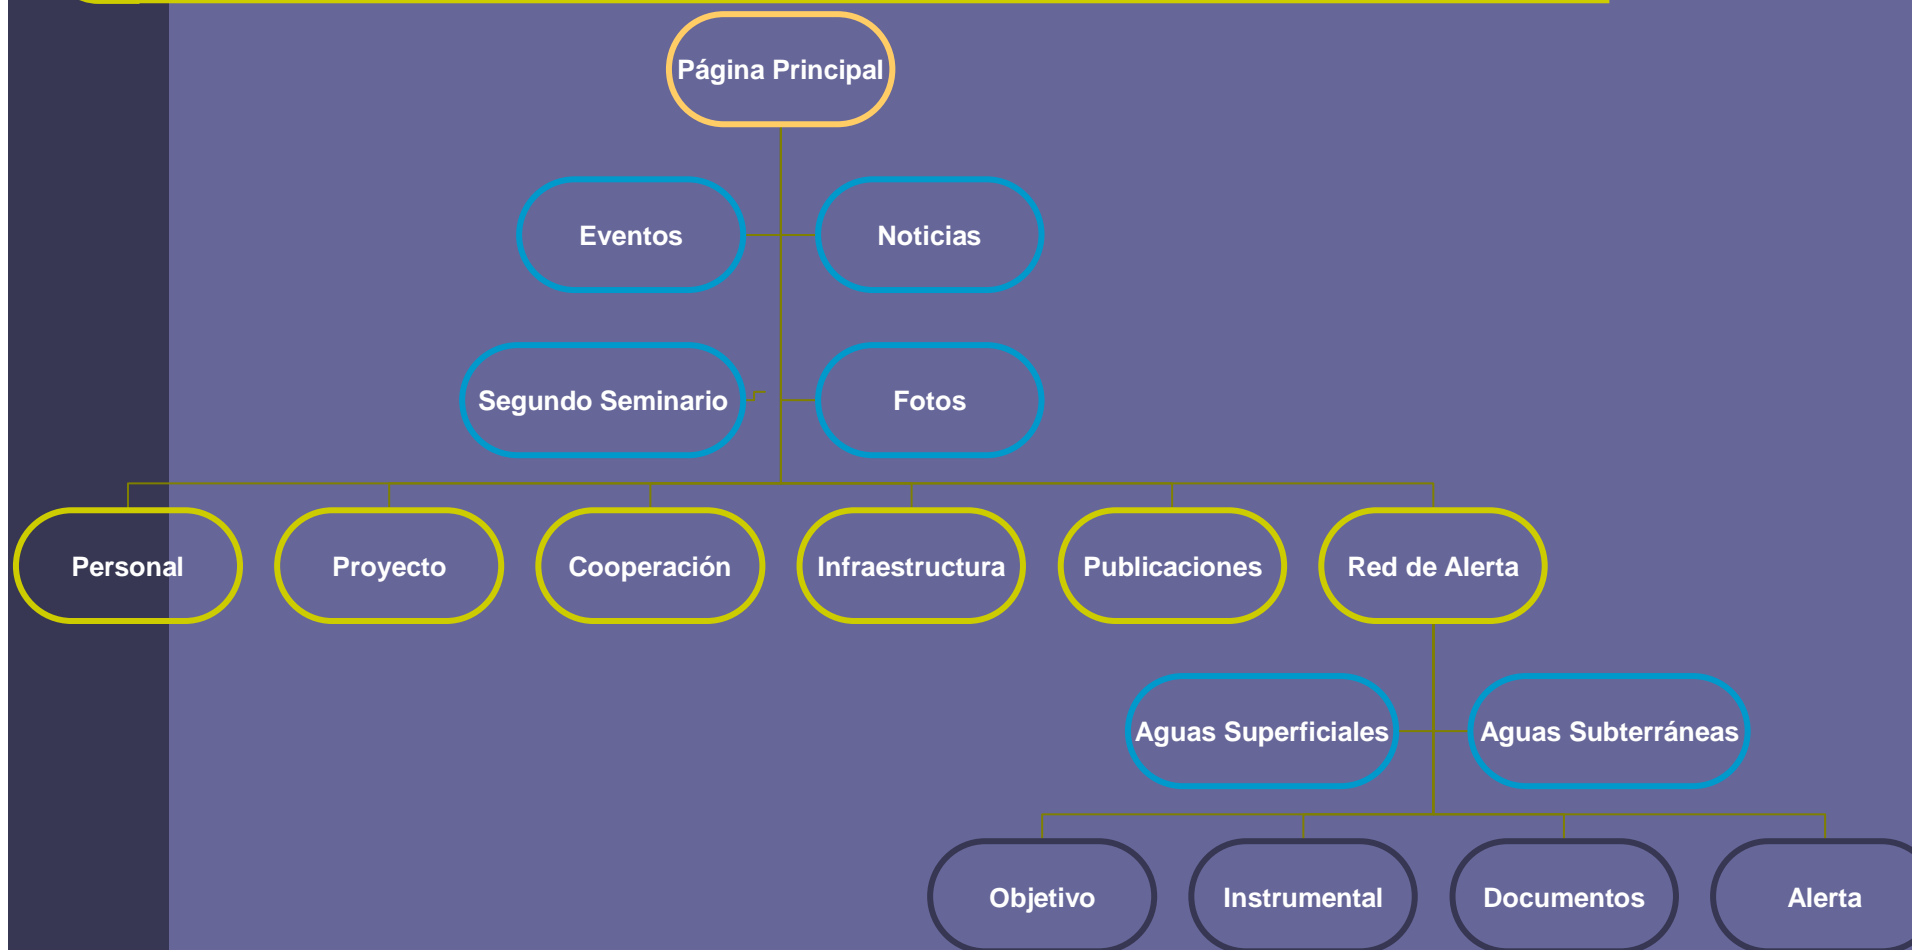 Página Principal
Eventos
Noticias
Segundo Seminario
Fotos
Personal
Proyecto
Cooperación
Infraestructura
Publicaciones
Red de Alerta
Aguas Superficiales
Aguas Subterráneas
Objetivo
Instrumental
Documentos
Alerta